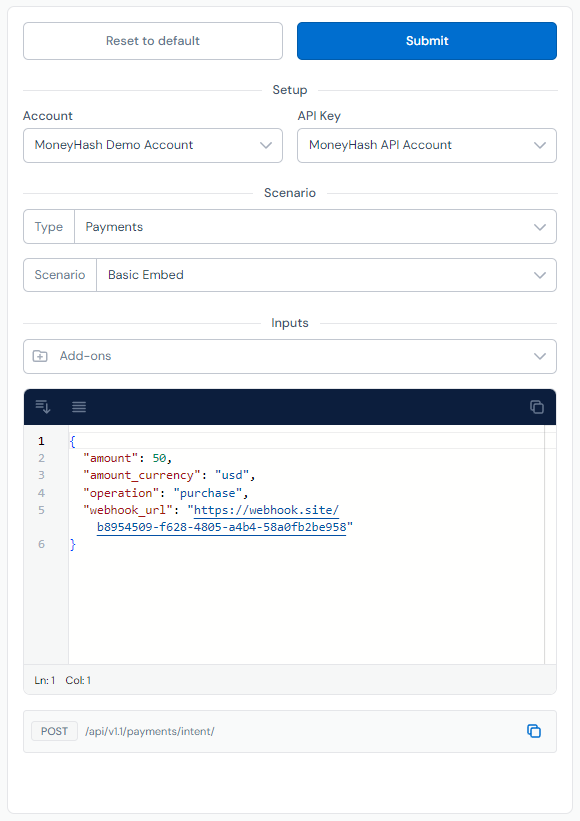 Reset to default
Submit
Setup
Account
API Key
MoneyHash Demo Account
MoneyHash API Account
Scenario
Type
Payments
Scenario
Basic Embed
Inputs
Add-ons
1 {
2 "amount": 50,
3 "amount_currency": "usd",
4 "operation": "purchase",
5 "webhook_url": "https://webhook.site/
b8954509-f628-4805-a4b4-58a0fb2be958"
6 }
Ln: 1 Col: 1
POST /api/v1.1/payments/intent/